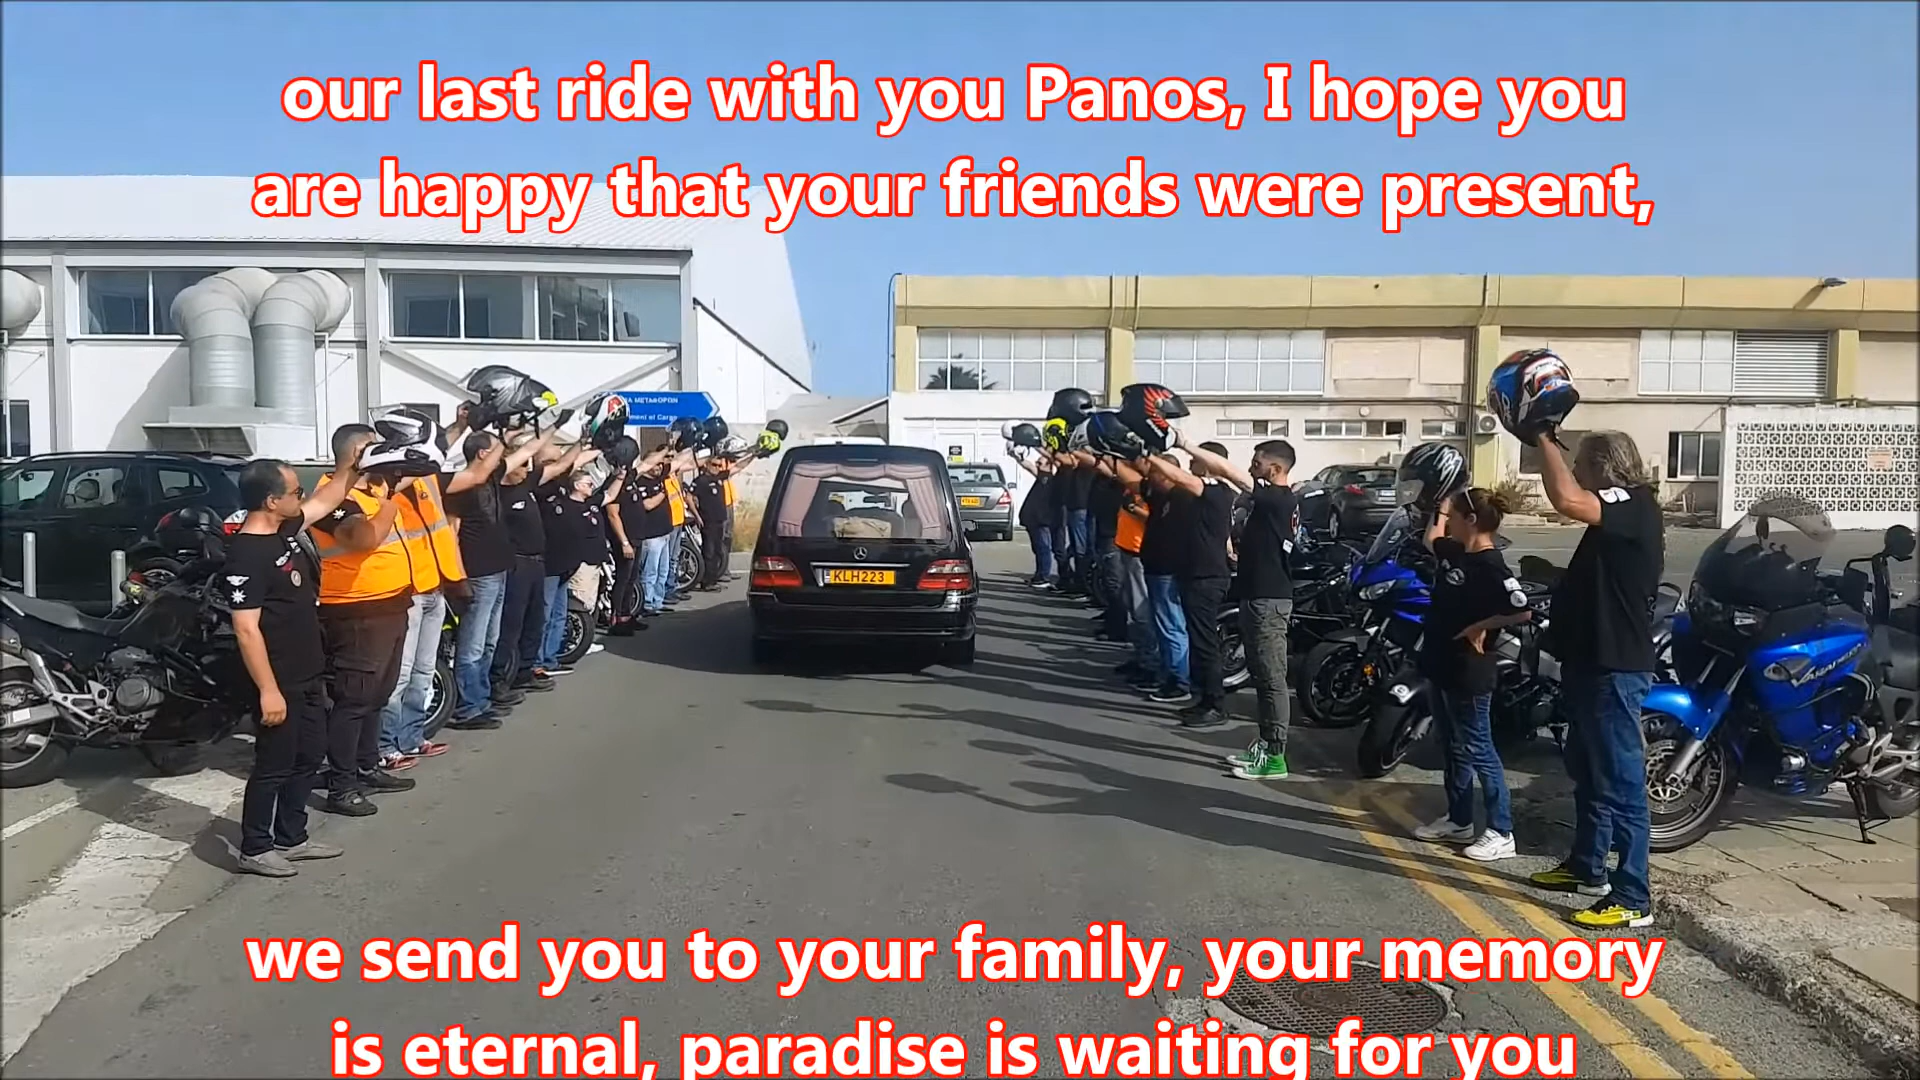 our last ride with you Panos, I hope you
are happy that your friends were present,
KLH223
we send you to your family, your memory
is eternal, paradise is waiting for you